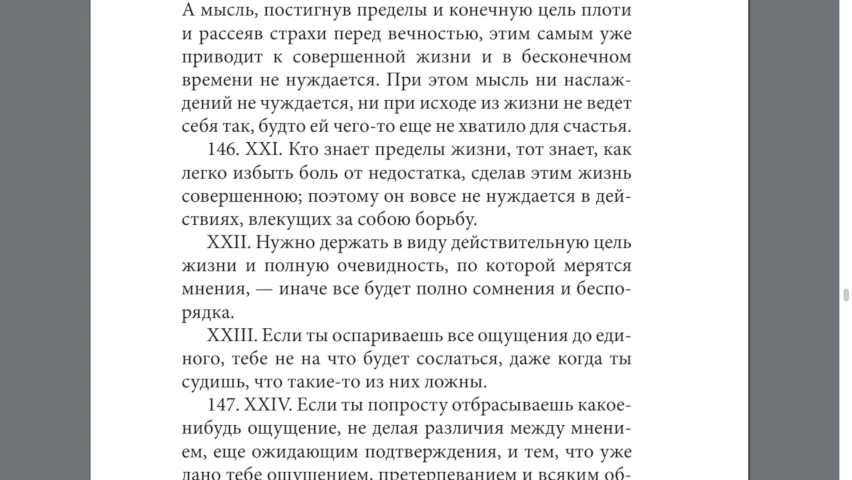 А мысль, постигнув пределы и конечную цель плоти
и рассеяв страхи перед вечностью, этим самым уже
приводит к совершенной жизни и в бесконечном
времени не нуждается. При этом мысль ни наслаж-
дений не чуждается, ни при исходе из жизни не ведет
себя так, будто ей чего-то еще не хватило для счастья.
146. XXI. Кто знает пределы жизни, тот знает, как
легко избыть боль от недостатка, сделав этим жизнь
совершенною; поэтому он вовсе не нуждается в дей-
ствиях, влекущих за собою борьбу.
XXII. Нужно держать в виду действительную цель
жизни и полную очевидность, по которой мерятся
мнения, — иначе все будет полно сомнения и беспо-
рядка.
XXIII. Если ты оспариваешь все ощущения до еди-
ного, тебе не на что будет сослаться, даже когда ты
судишь, что такие-то из них ложны.
147. XXIV. Если ты попросту отбрасываешь какое-
нибудь ощущение, не делая различия между мнени-
ем, еще ожидающим подтверждения, и тем, что уже
дано тебе ощущением, претерпеванием и всяким об-